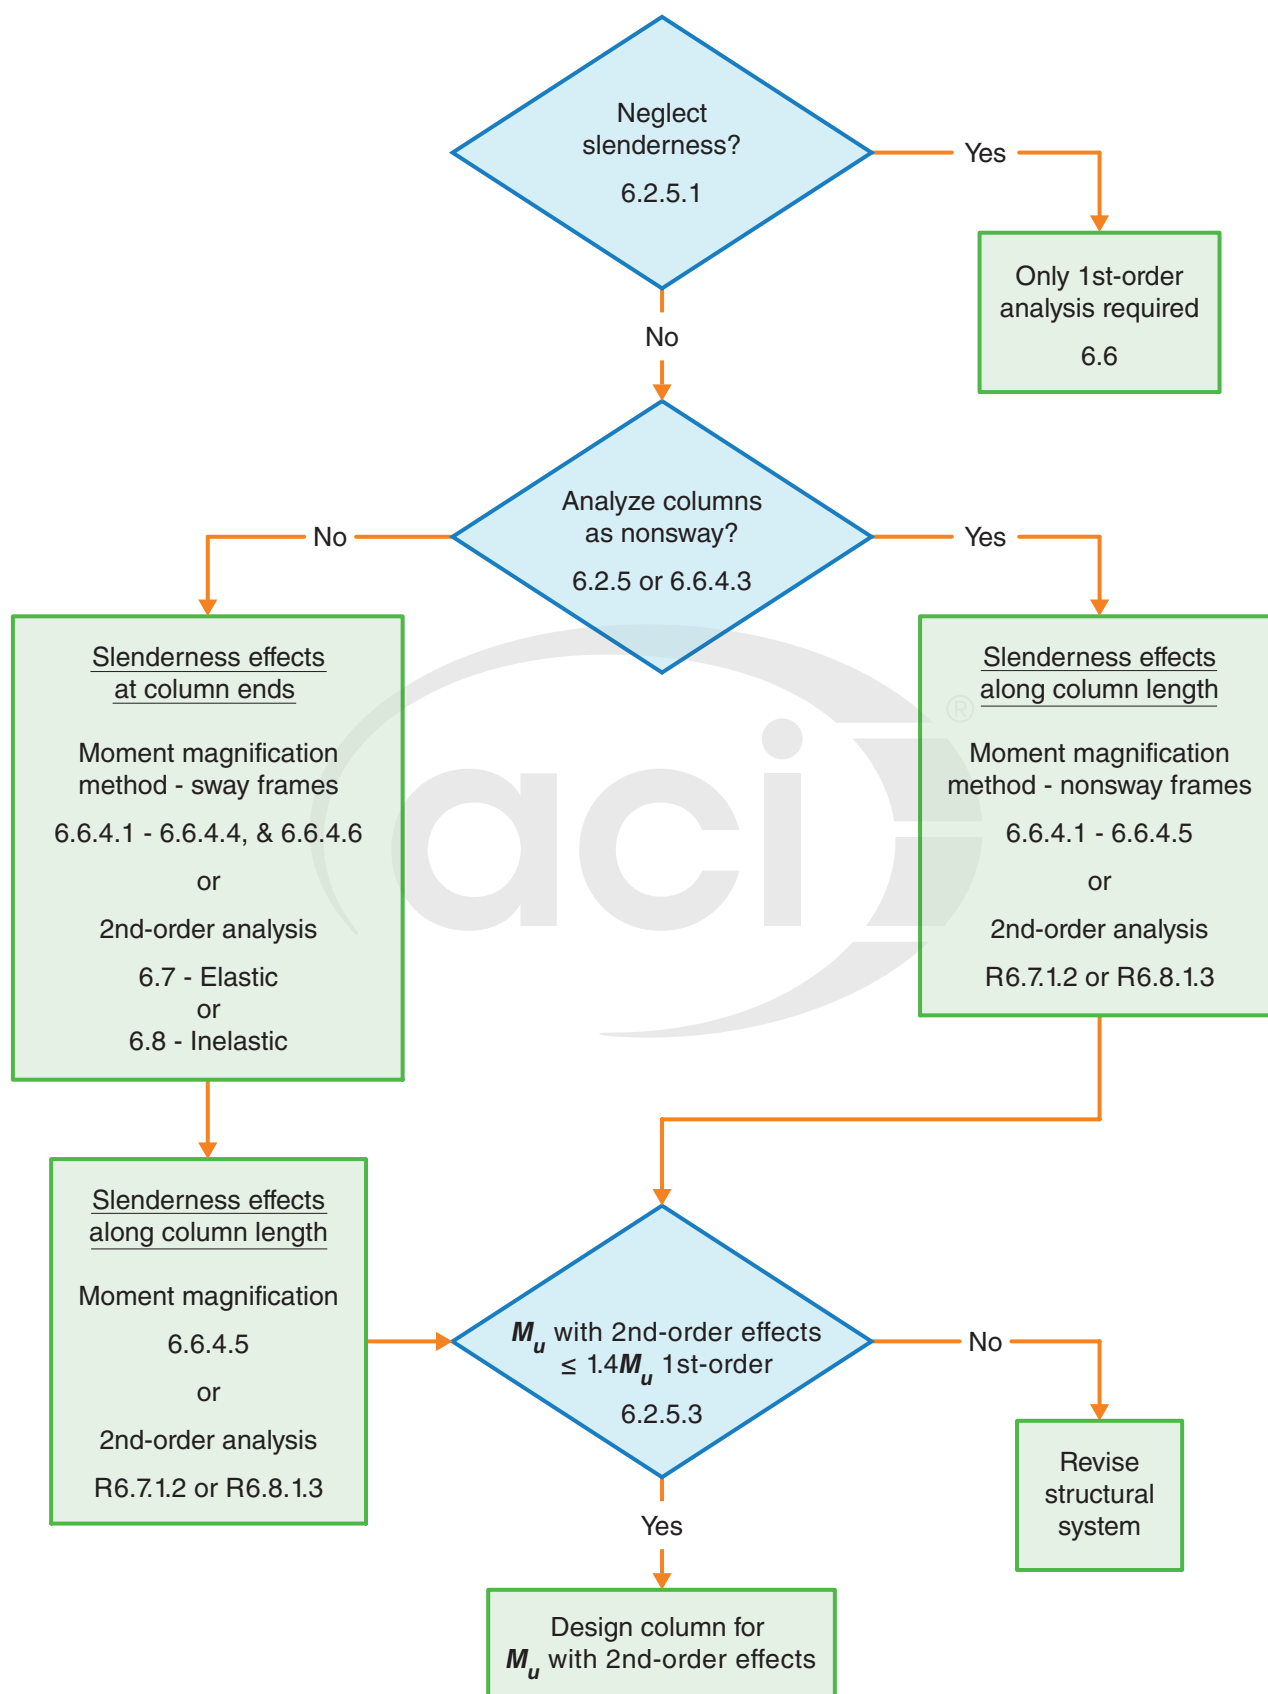 Neglect
slenderness?
6.2.5.1
Yes
Only 1st-order
analysis required
6.6
No
Analyze columns
as nonsway?
6.2.5 or 6.6.4.3
No
Yes
Slenderness effects
at column ends
Moment magnification
method - sway frames
6.6.4.1 - 6.6.4.4, & 6.6.4.6
or
2nd-order analysis
6.7 - Elastic
or
6.8 - Inelastic
Slenderness effects
along column length
Moment magnification
method - nonsway frames
6.6.4.1 - 6.6.4.5
or
2nd-order analysis
R6.7.1.2 or R6.8.1.3
aci®
Slenderness effects
along column length
Moment magnification
6.6.4.5
or
2nd-order analysis
R6.7.1.2 or R6.8.1.3
Mu with 2nd-order effects
≤ 1.4Mu 1st-order
6.2.5.3
No
Revise
structural
system
Yes
Design column for
Mu with 2nd-order effects